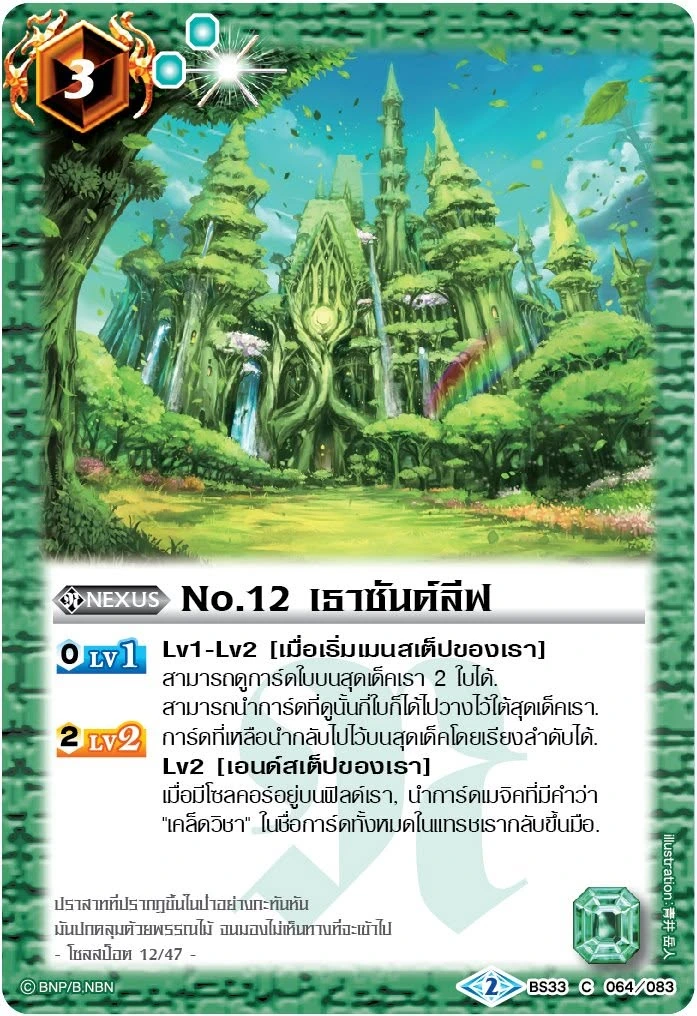 3
NEXUS No.12 เธาซันด์ลีฟ
0 LV1
Lv1-Lv2 [เมื่อเริ่มเมนสเต็ปของเรา]
สามารถดูการ์ดใบบนสุดเด็คเรา 2 ใบได้.
สามารถนำการ์ดที่ดูนั้นกี่ใบก็ได้ไปวางไว้ใต้สุดเด็คเรา.
2 LV2
การ์ดที่เหลือนำกลับไปไว้บนสุดเด็คโดยเรียงลำดับได้.
Lv2 [เอนด์สเต็ปของเรา]
เมื่อมีโซลคอร์อยู่บนฟิลด์เรา, นำการ์ดเมจิคที่มีคำว่า
"เคล็ดวิชา" ในชื่อการ์ดทั้งหมดในแทรชเรากลับขึ้นมือ.
ปราสาทที่ปรากฏขึ้นในป่าอย่างกะทันหัน
มันปกคลุมด้วยพรรณไม้ จนมองไม่เห็นทางที่จะเข้าไป
- โซลสป็อต 12/47 -
illustration：青井 岳人
© BNP/B,NBN
2 BS33 C 064/083